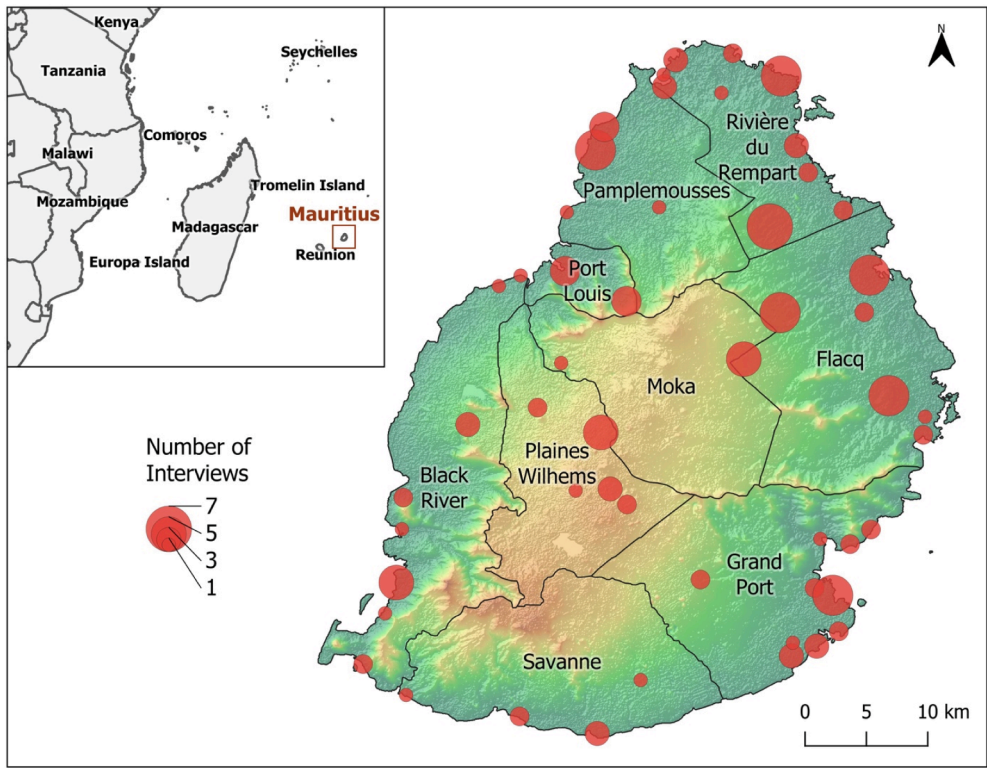 Kenya
Seychelles
Tanzania
Comoros
Malawi
Tromelin Island
Mozambique
Mauritius
Madagascar
Reunion
Europa Island
N
Rivière
du
Rempart
Pamplemousses
Port
Louis
Flacq
Moka
Plaines
Wilhems
Black
River
Grand
Port
Savanne
Number of
Interviews
7
5
3
1
0 5 10 km